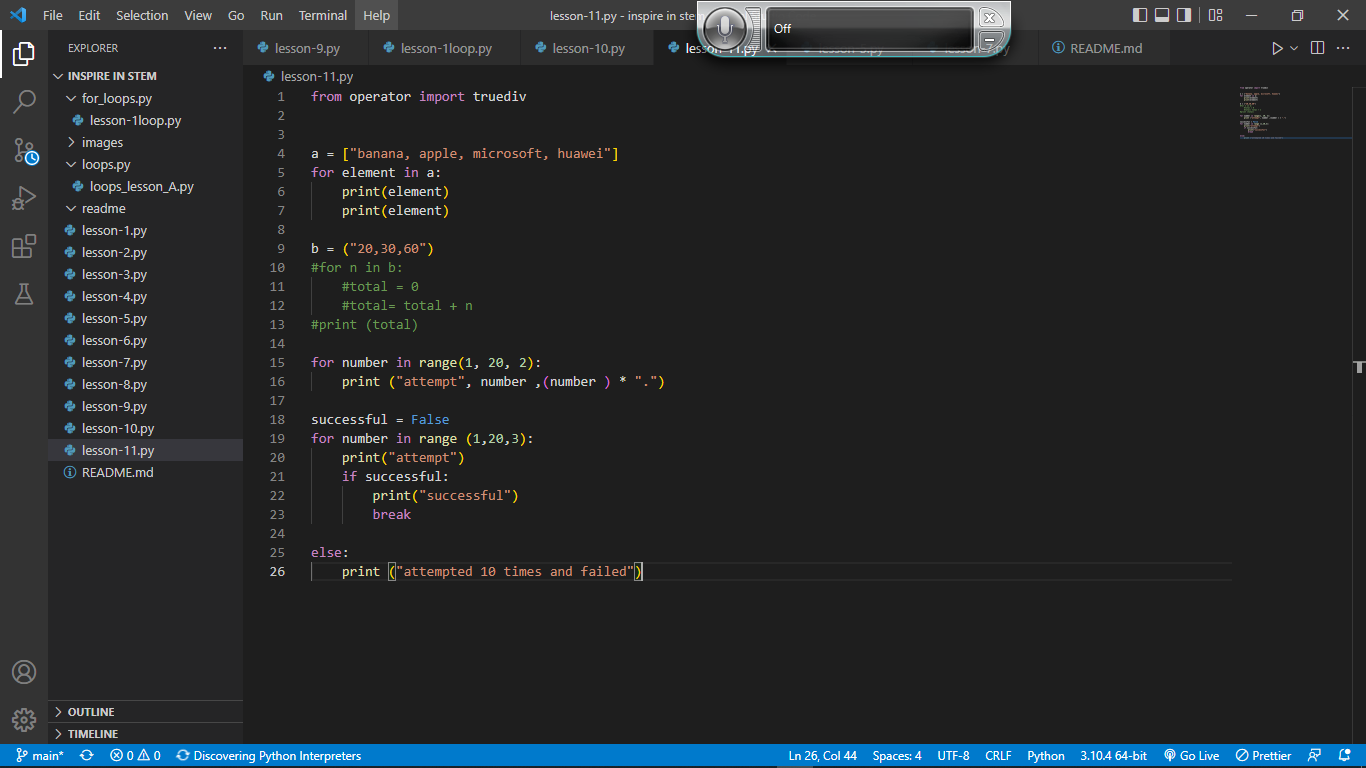 File Edit Selection View Go Run Terminal Help
lesson-11.py - inspire in stem
Off
EXPLORER
INSPIRE IN STEM
for_loops.py
lesson-1loop.py
images
loops.py
loops_lesson_A.py
readme
lesson-1.py
lesson-2.py
lesson-3.py
lesson-4.py
lesson-5.py
lesson-6.py
lesson-7.py
lesson-8.py
lesson-9.py
lesson-10.py
lesson-11.py
README.md
OUTLINE
TIMELINE
lesson-9.py lesson-1loop.py lesson-10.py lesson-11.py README.md
lesson-11.py
1 from operator import truediv
2
3
4 a = ["banana, apple, microsoft, huawei"]
5 for element in a:
6     print(element)
7     print(element)
8
9 b = ("20,30,60")
10 #for n in b:
11     #total = 0
12     #total= total + n
13 #print (total)
14
15 for number in range(1, 20, 2):
16     print ("attempt", number ,(number ) * ".")
17
18 successful = False
19 for number in range (1,20,3):
20     print("attempt")
21     if successful:
22         print("successful")
23         break
24
25 else:
26     print ("attempted 10 times and failed")
main* 0 0 Discovering Python Interpreters Ln 26, Col 44 Spaces: 4 UTF-8 CRLF Python 3.10.4 64-bit Go Live Prettier